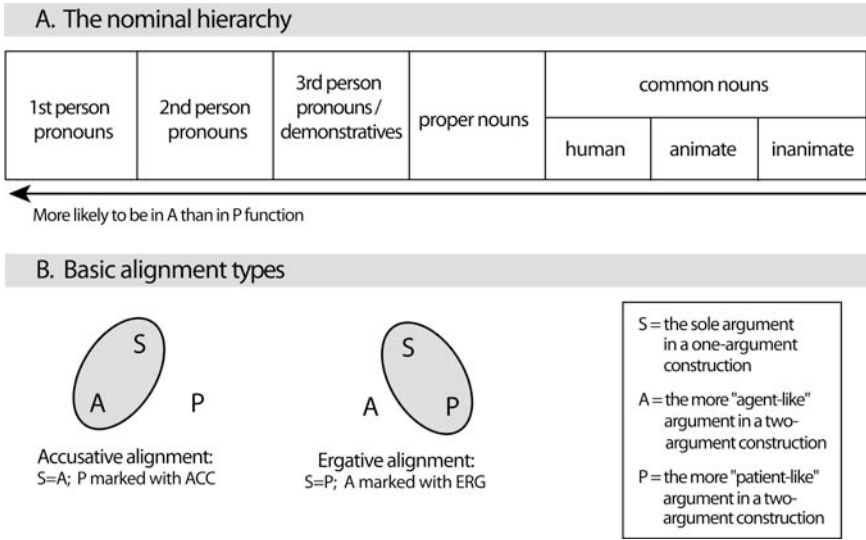 A. The nominal hierarchy
1st person
pronouns
2nd person
pronouns
3rd person
pronouns /
demonstratives
proper nouns
common nouns
human
animate
inanimate
More likely to be in A than in P function
B. Basic alignment types
S
A
P
Accusative alignment:
S=A; P marked with ACC
S
A
P
Ergative alignment:
S=P; A marked with ERG
S = the sole argument
in a one-argument
construction
A = the more "agent-like"
argument in a two-
argument construction
P = the more "patient-like"
argument in a two-
argument construction